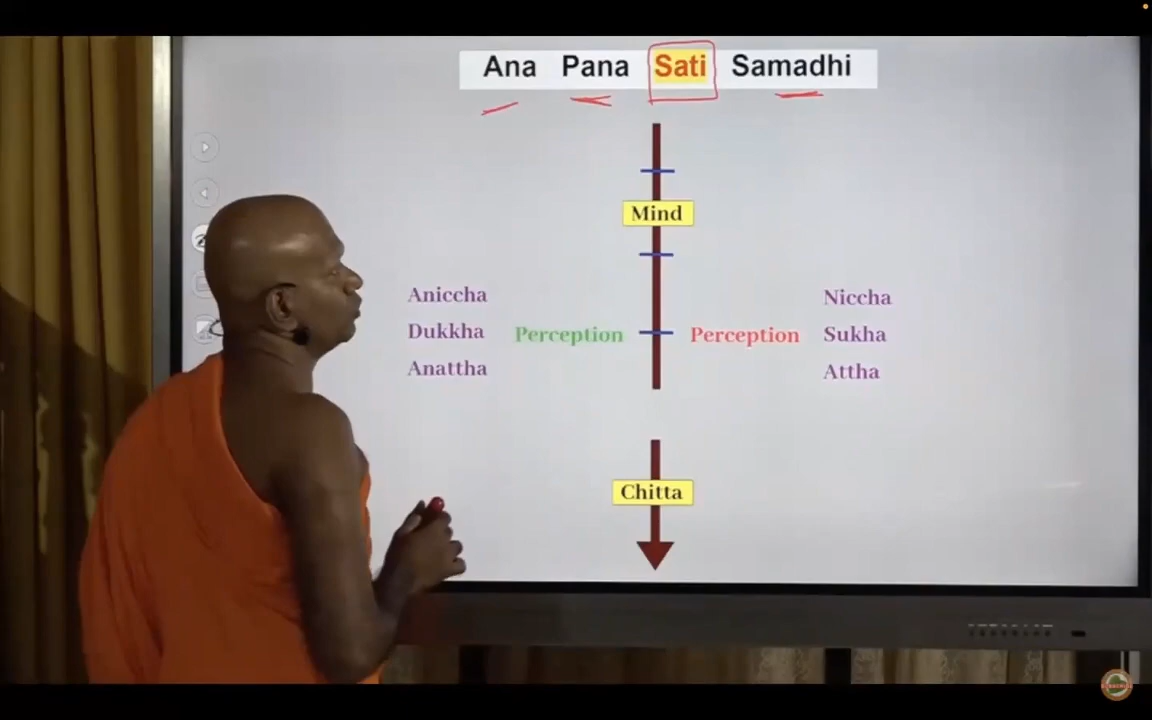 Ana Pana Sati Samadhi
Mind
Aniccha
Niccha
Dukkha Perception
Perception Sukha
Anattha
Attha
Chitta